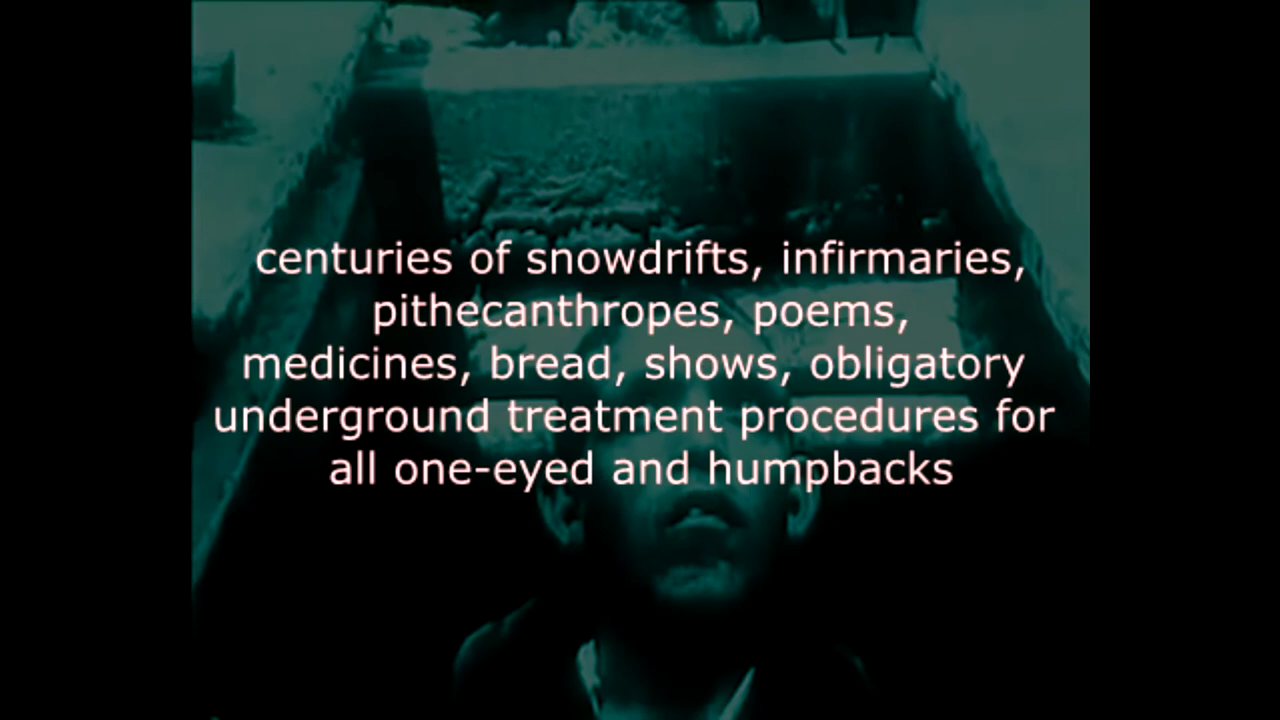 centuries of snowdrifts, infirmaries,
pithecanthropes, poems,
medicines, bread, shows, obligatory
underground treatment procedures for
all one-eyed and humpbacks